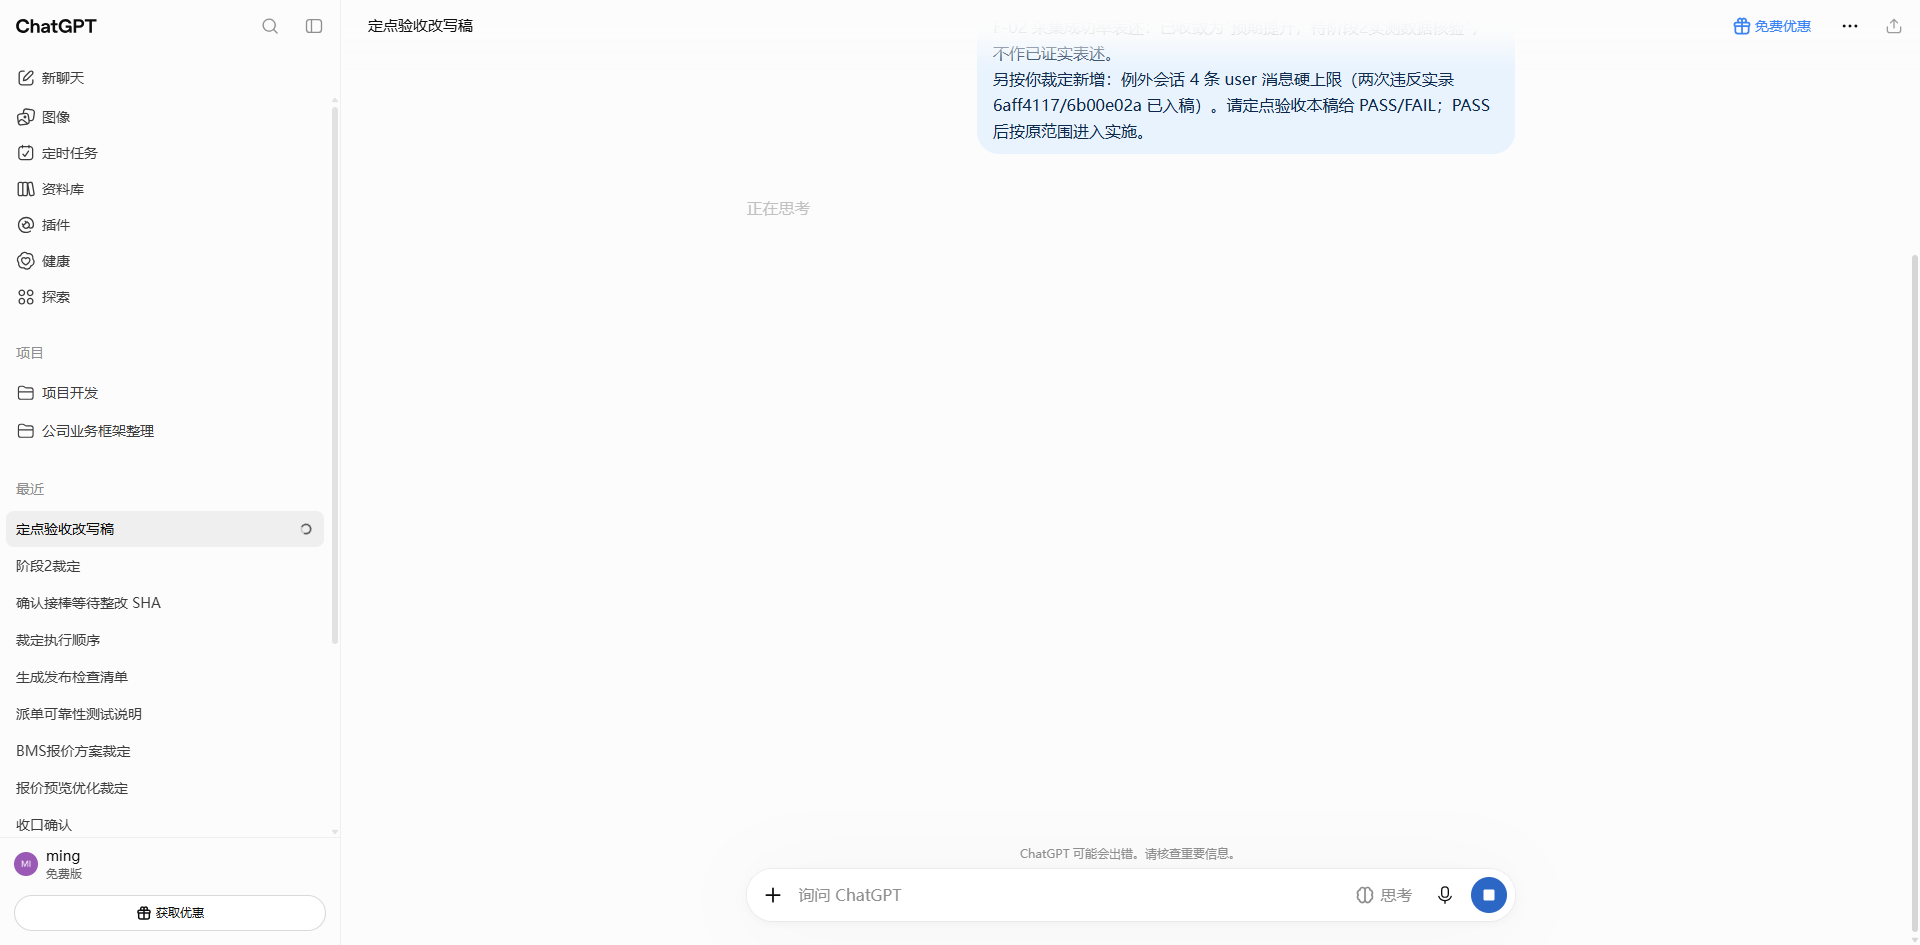 ChatGPT
新聊天
图像
定时任务
资料库
插件
健康
探索
项目
项目开发
公司业务框架整理
最近
定点验收改写稿
阶段2裁定
确认接棒等待整改 SHA
裁定执行顺序
生成发布检查清单
派单可靠性测试说明
BMS报价方案裁定
报价预览优化裁定
收口确认
MI
ming
免费版
获取优惠
定点验收改写稿
免费优惠
不作已证实表述。
另按你裁定新增：例外会话 4 条 user 消息硬上限（两次违反实录
6aff4117/6b00e02a 已入稿）。请定点验收本稿给 PASS/FAIL；PASS
后按原范围进入实施。
正在思考
ChatGPT 可能会出错。请核查重要信息。
询问 ChatGPT
思考